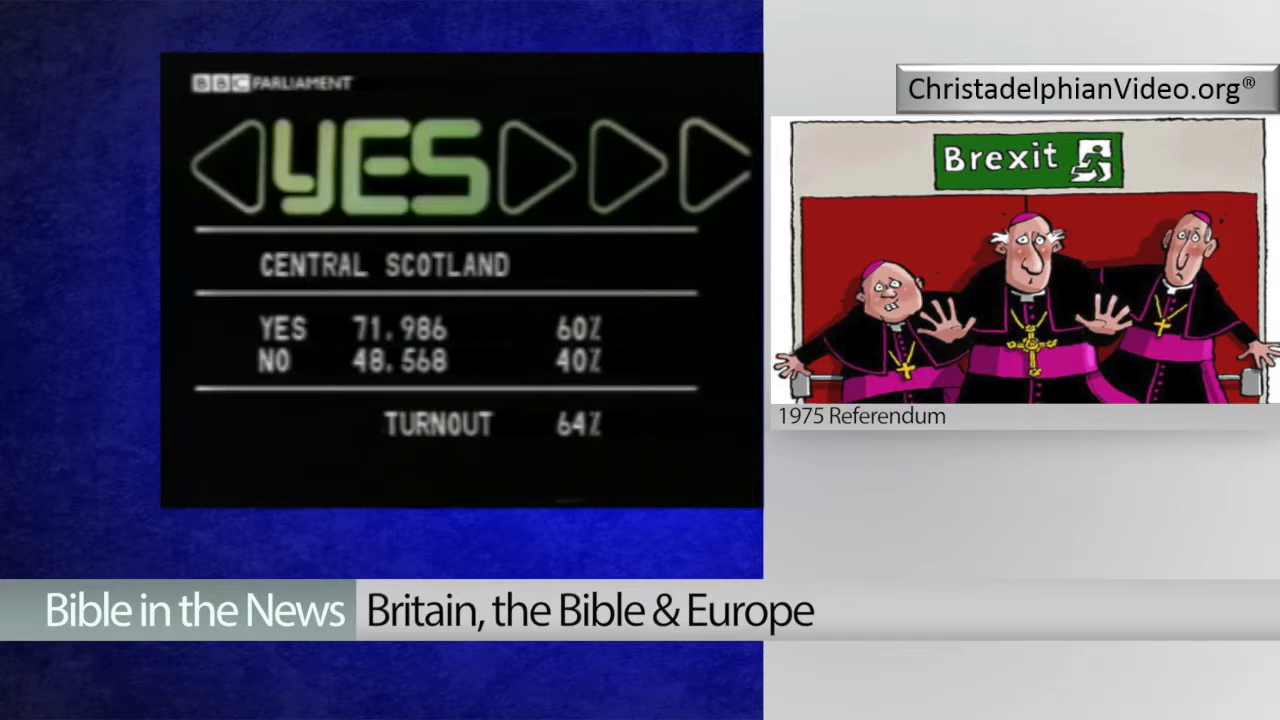 BBC PARLIAMENT
YES
CENTRAL SCOTLAND
YES 71.986 60%
NO 48.568 40%
TURNOUT 64%
ChristadelphianVideo.org®
Brexit
1975 Referendum
Bible in the News Britain, the Bible & Europe